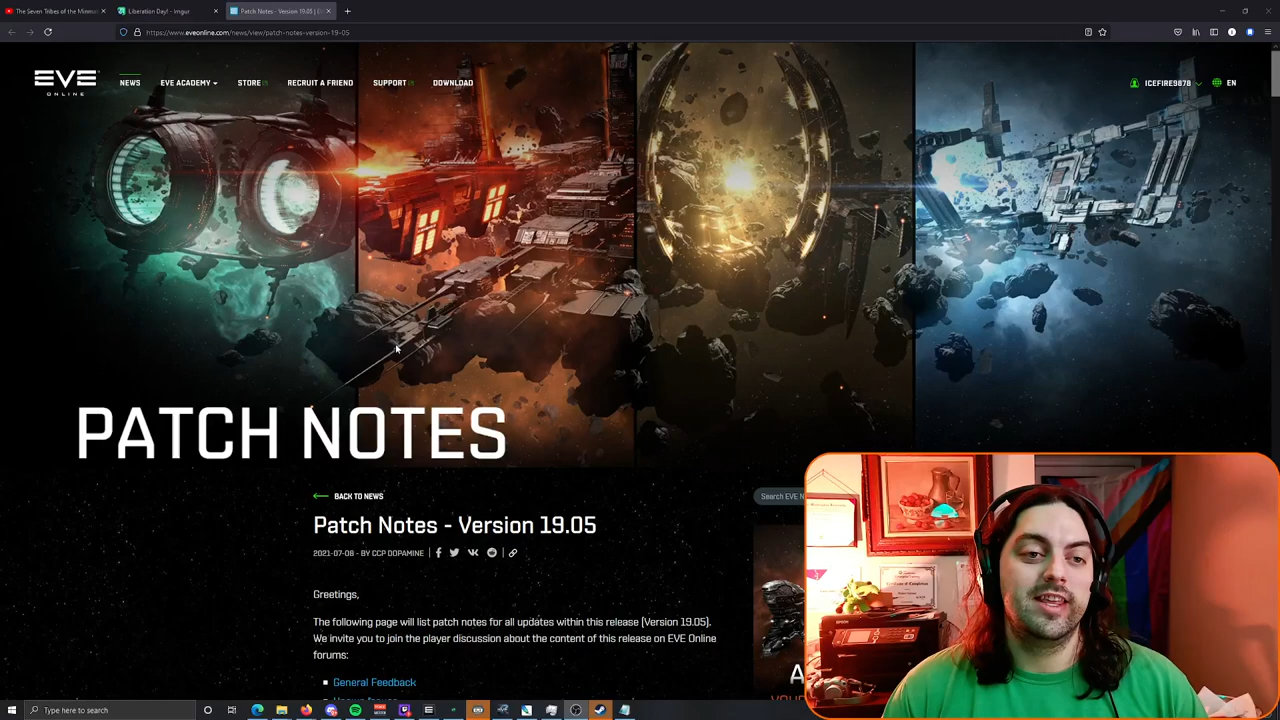 The Seven Tribes of the Minmat
Liberation Day! - Imgur
Patch Notes - Version 19.05 | EVE
https://www.eveonline.com/news/view/patch-notes-version-19-05
EVE
ONLINE
NEWS
EVE ACADEMY
STORE
RECRUIT A FRIEND
SUPPORT
DOWNLOAD
ICEFIRE9878
EN
PATCH NOTES
BACK TO NEWS
Search EVE N
Patch Notes - Version 19.05
2021-07-08 - BY CCP DOPAMINE
Greetings,
The following page will list patch notes for all updates within this release (Version 19.05).
We invite you to join the player discussion about the content of this release on EVE Online
forums:
General Feedback
EPSON
Type here to search